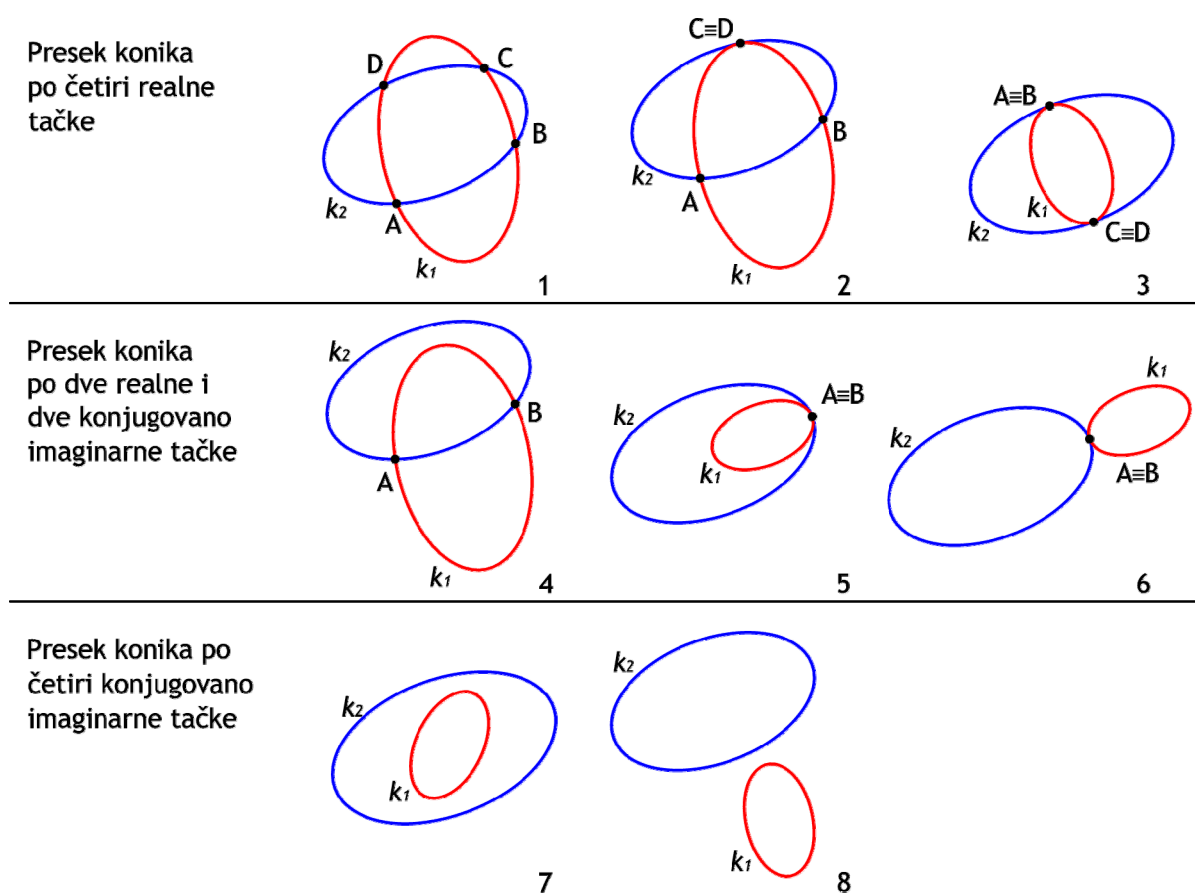 Presek konika
po četiri realne
tačke
D
C
B
A
k2
k1
1
C≡D
B
A
k2
k1
2
A≡B
k1
k2
C≡D
3
Presek konika
po dve realne i
dve konjugovano
imaginarne tačke
k2
B
A
k1
4
A≡B
k2
k1
5
k1
k2
A≡B
6
Presek konika po
četiri konjugovano
imaginarne tačke
k2
k1
7
k2
k1
8